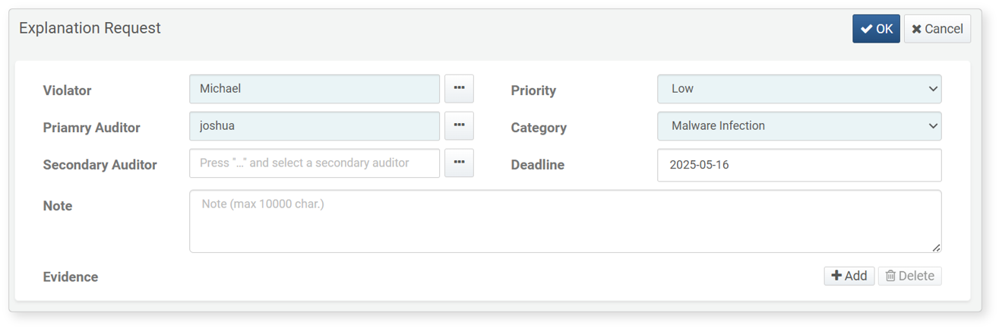 Explanation Request
OK
Cancel
Violator
Michael
...
Priority
Low
Priamry Auditor
joshua
...
Category
Malware Infection
Secondary Auditor
Press "..." and select a secondary auditor
...
Deadline
2025-05-16
Note
Note (max 10000 char.)
Evidence
Add
Delete